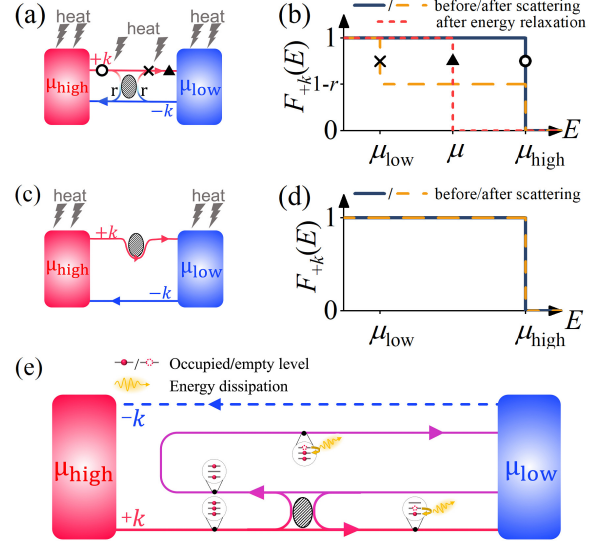 (a)
heat
heat
heat
+k
μhigh
μlow
r
r
−k
(b)
/ before/after scattering
after energy relaxation
F+k(E)
1
1-r
0
μlow
μ
μhigh
E
(c)
heat
heat
+k
μhigh
μlow
−k
(d)
/ before/after scattering
F+k(E)
1
0
μlow
μhigh
E
(e)
/ Occupied/empty level
Energy dissipation
−k
μhigh
μlow
+k